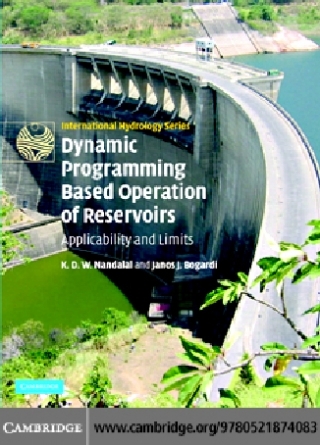 International Hydrology Series
Dynamic
Programming
Based Operation
of Reservoirs
Applicability and Limits
K. D. W. Nandalal and Janos J. Bogardi
CAMBRIDGE
CAMBRIDGE
www.cambridge.org/9780521874083